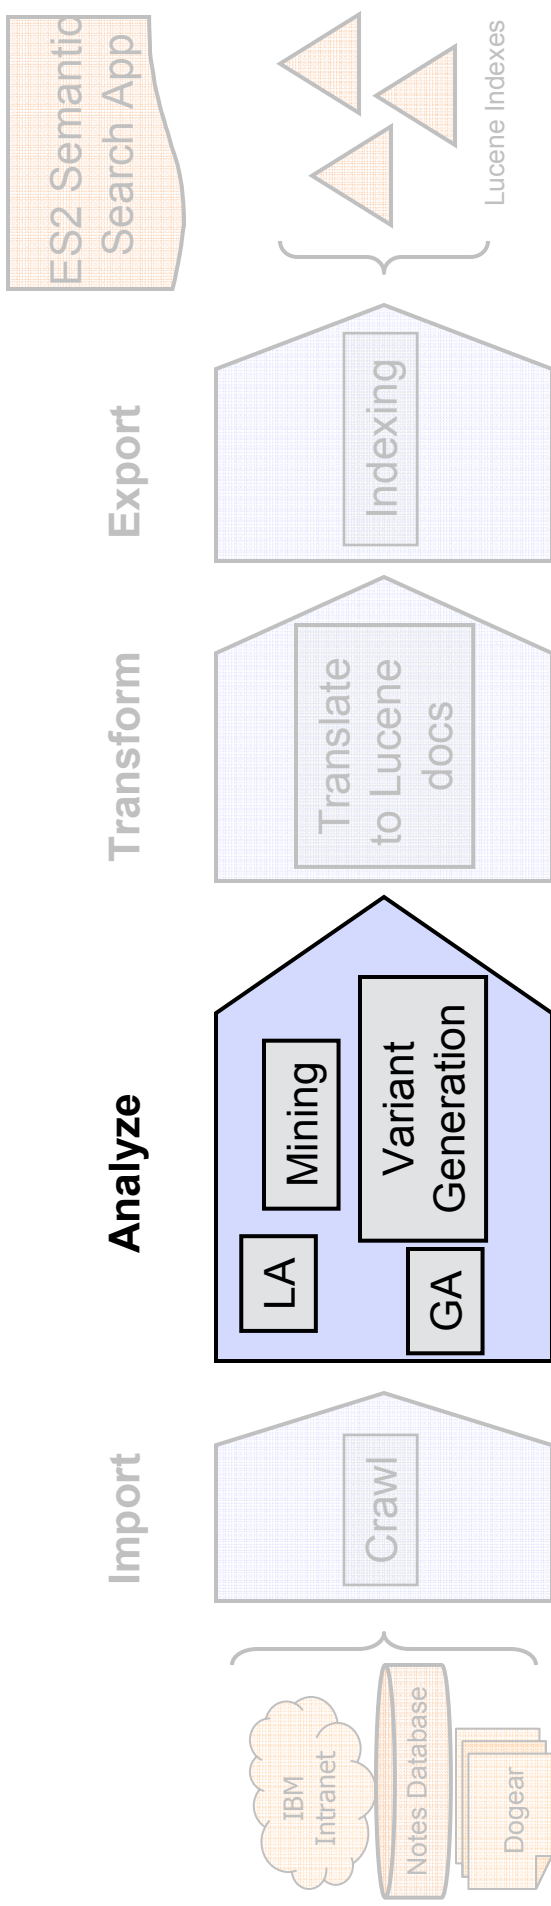 IBM
Intranet
Notes Database
Dogear
Import
Crawl
Analyze
LA
Mining
GA
Variant
Generation
Transform
Translate
to Lucene
docs
Export
Indexing
ES2 Semantic
Search App
Lucene Indexes